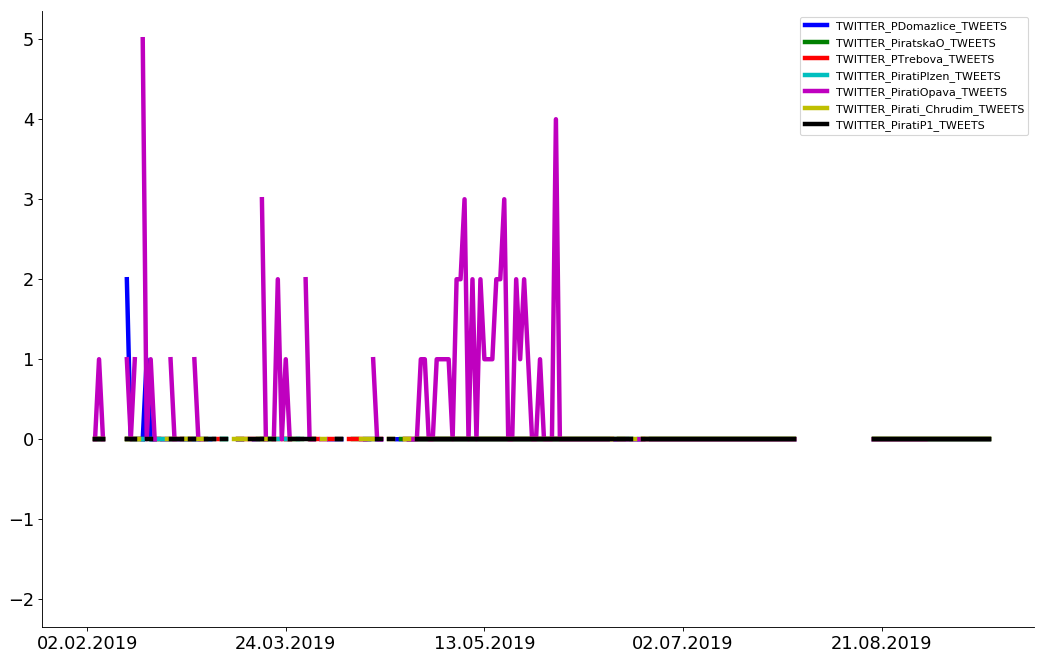 TWITTER_PDomazlice_TWEETS
TWITTER_PiratskaO_TWEETS
TWITTER_PTrebova_TWEETS
TWITTER_PiratiPlzen_TWEETS
TWITTER_PiratiOpava_TWEETS
TWITTER_Pirati_Chrudim_TWEETS
TWITTER_PiratiP1_TWEETS
5
4
3
2
1
0
−1
−2
02.02.2019 24.03.2019 13.05.2019 02.07.2019 21.08.2019